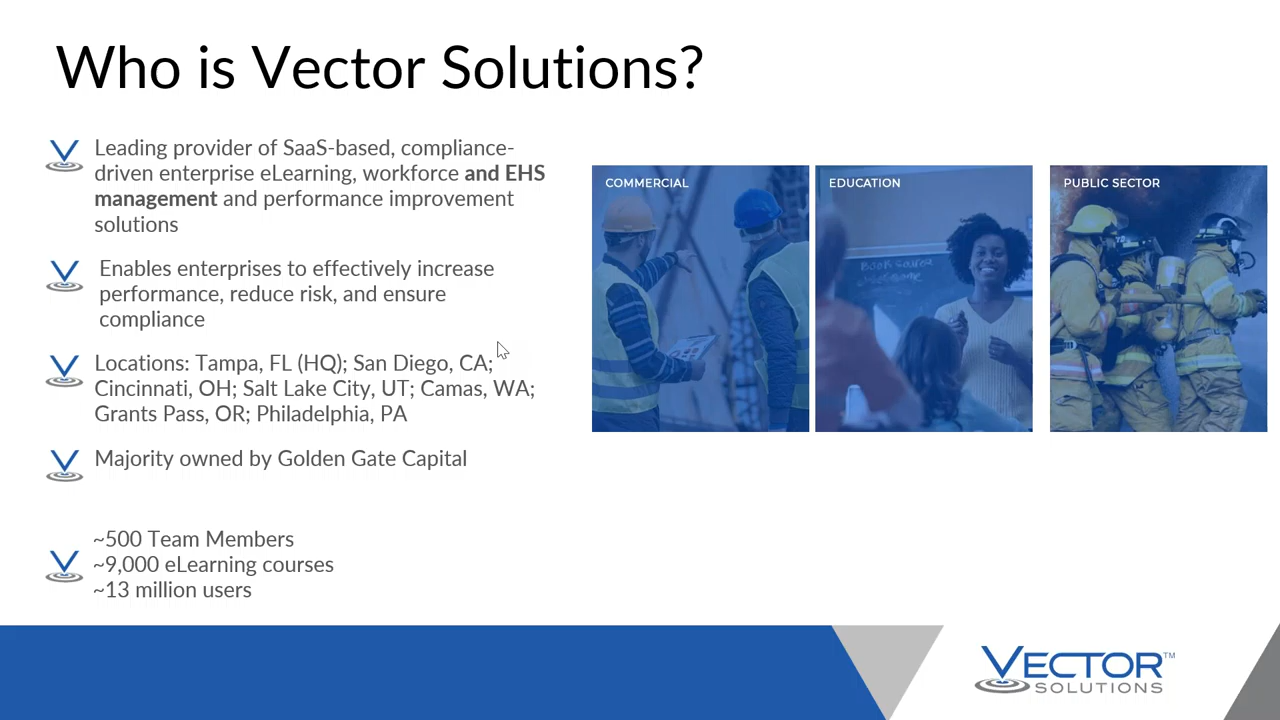 Who is Vector Solutions?
Leading provider of SaaS-based, compliance-
driven enterprise eLearning, workforce and EHS
management and performance improvement
solutions
Enables enterprises to effectively increase
performance, reduce risk, and ensure
compliance
Locations: Tampa, FL (HQ); San Diego, CA;
Cincinnati, OH; Salt Lake City, UT; Camas, WA;
Grants Pass, OR; Philadelphia, PA
Majority owned by Golden Gate Capital
~500 Team Members
~9,000 eLearning courses
~13 million users
COMMERCIAL
EDUCATION
PUBLIC SECTOR
72
VECTOR™
SOLUTIONS